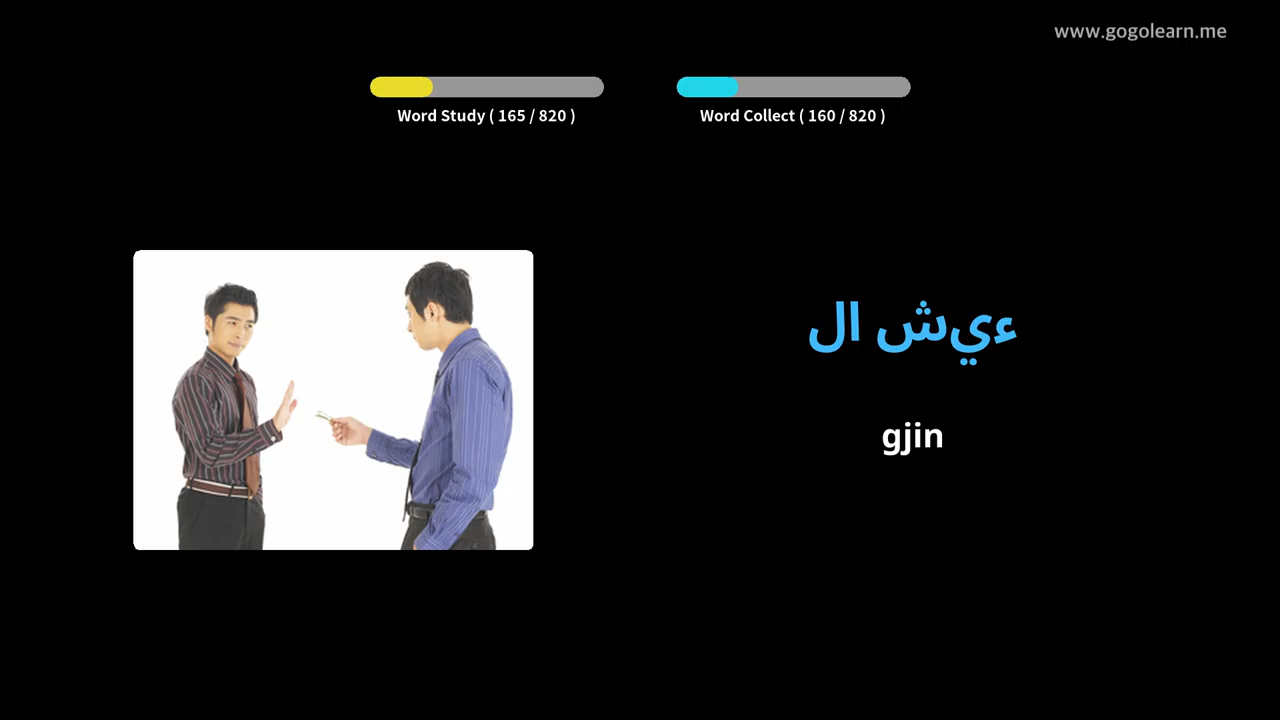 www.gogolearn.me
Word Study ( 165 / 820 )
Word Collect ( 160 / 820 )
ءيش ال
gjin